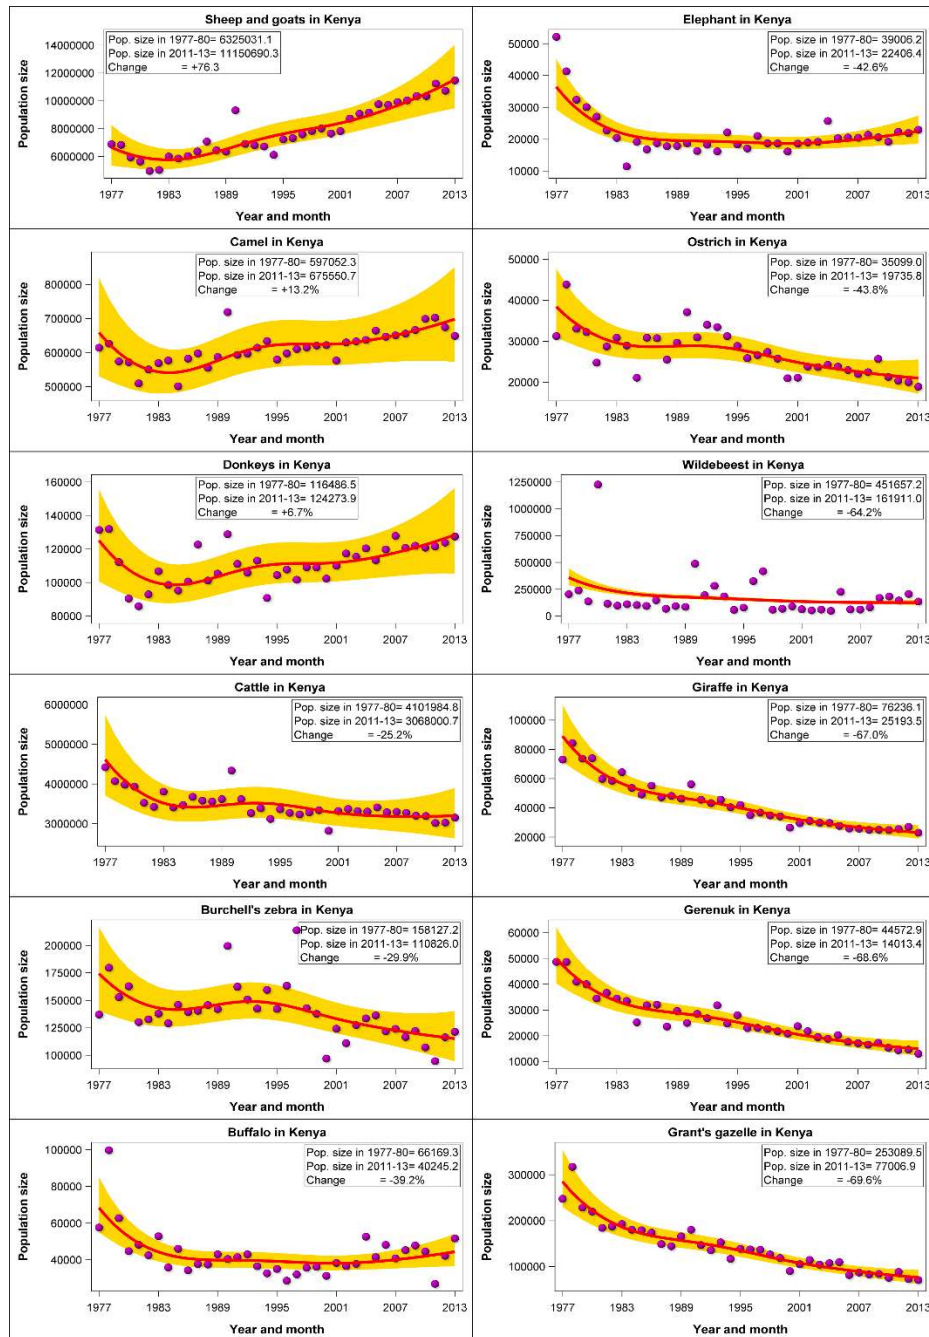 Sheep and goats in Kenya
Pop. size in 1977-80= 6325031.1
Pop. size in 2011-13= 11150690.3
Change = +76.3
Population size
14000000
12000000
10000000
8000000
6000000
1977 1983 1989 1995 2001 2007 2013
Year and month
Elephant in Kenya
Pop. size in 1977-80= 39006.2
Pop. size in 2011-13= 22406.4
Change = -42.6%
Population size
50000
40000
30000
20000
10000
1977 1983 1989 1995 2001 2007 2013
Year and month
Camel in Kenya
Pop. size in 1977-80= 597052.3
Pop. size in 2011-13= 675550.7
Change = +13.2%
Population size
800000
700000
600000
500000
1977 1983 1989 1995 2001 2007 2013
Year and month
Ostrich in Kenya
Pop. size in 1977-80= 35099.0
Pop. size in 2011-13= 19735.8
Change = -43.8%
Population size
50000
40000
30000
20000
1977 1983 1989 1995 2001 2007 2013
Year and month
Donkeys in Kenya
Pop. size in 1977-80= 116486.5
Pop. size in 2011-13= 124273.9
Change = +6.7%
Population size
160000
140000
120000
100000
80000
1977 1983 1989 1995 2001 2007 2013
Year and month
Wildebeest in Kenya
Pop. size in 1977-80= 451657.2
Pop. size in 2011-13= 161911.0
Change = -64.2%
Population size
1250000
1000000
750000
500000
250000
0
1977 1983 1989 1995 2001 2007 2013
Year and month
Cattle in Kenya
Pop. size in 1977-80= 4101984.8
Pop. size in 2011-13= 3068000.7
Change = -25.2%
Population size
6000000
5000000
4000000
3000000
1977 1983 1989 1995 2001 2007 2013
Year and month
Giraffe in Kenya
Pop. size in 1977-80= 76236.1
Pop. size in 2011-13= 25193.5
Change = -67.0%
Population size
100000
80000
60000
40000
20000
1977 1983 1989 1995 2001 2007 2013
Year and month
Burchell's zebra in Kenya
Pop. size in 1977-80= 158127.2
Pop. size in 2011-13= 110826.0
Change = -29.9%
Population size
200000
175000
150000
125000
100000
1977 1983 1989 1995 2001 2007 2013
Year and month
Gerenuk in Kenya
Pop. size in 1977-80= 44572.9
Pop. size in 2011-13= 14013.4
Change = -68.6%
Population size
60000
50000
40000
30000
20000
10000
1977 1983 1989 1995 2001 2007 2013
Year and month
Buffalo in Kenya
Pop. size in 1977-80= 66169.3
Pop. size in 2011-13= 40245.2
Change = -39.2%
Population size
100000
80000
60000
40000
20000
1977 1983 1989 1995 2001 2007 2013
Year and month
Grant's gazelle in Kenya
Pop. size in 1977-80= 253089.5
Pop. size in 2011-13= 77006.9
Change = -69.6%
Population size
300000
200000
100000
1977 1983 1989 1995 2001 2007 2013
Year and month